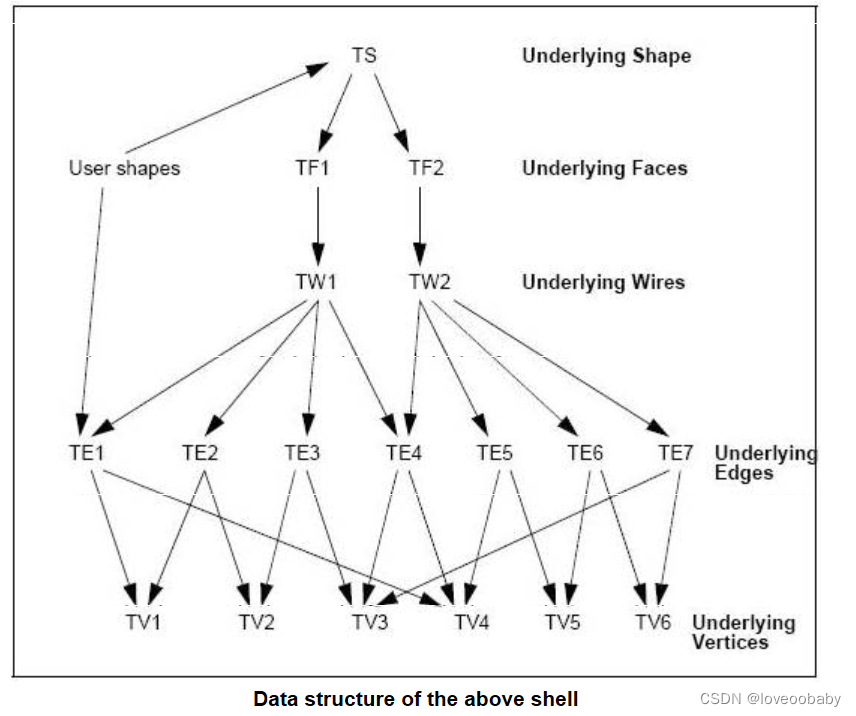 TS Underlying Shape
User shapes TF1 TF2 Underlying Faces
TW1 TW2 Underlying Wires
TE1 TE2 TE3 TE4 TE5 TE6 TE7 Underlying
Edges
TV1 TV2 TV3 TV4 TV5 TV6 Underlying
Vertices
Data structure of the above shell
CSDN @loveoobaby